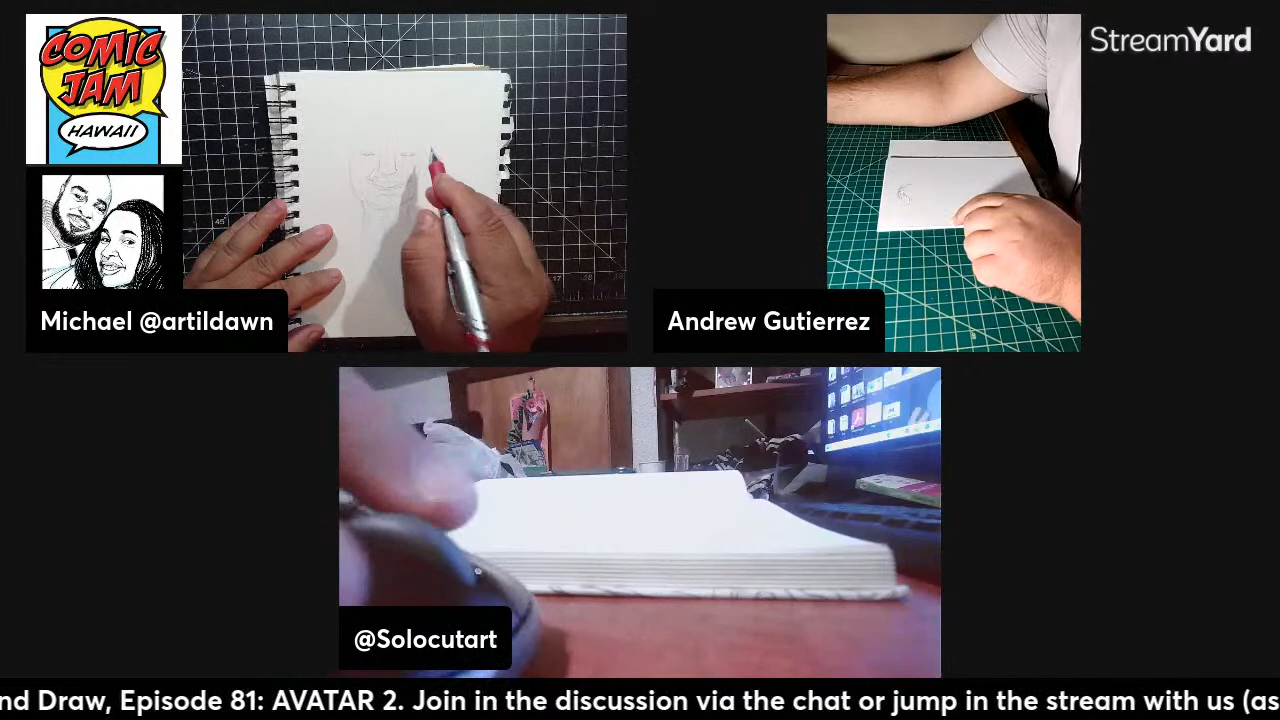 COMIC
JAM
HAWAII
StreamYard
Michael @artildawn
Andrew Gutierrez
@Solocutart
nd Draw, Episode 81: AVATAR 2. Join in the discussion via the chat or jump in the stream with us (as